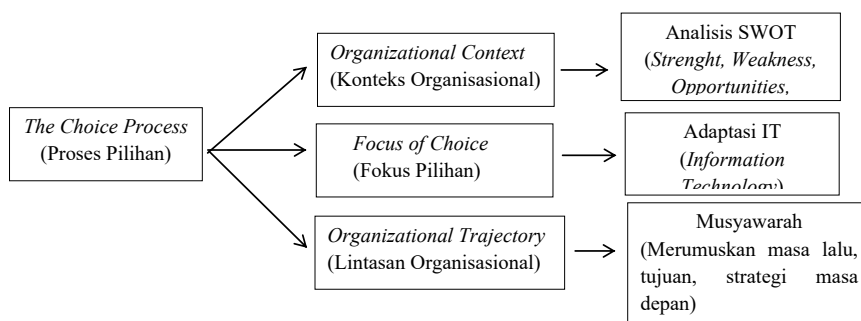 The Choice Process
(Proses Pilihan)
Organizational Context
(Konteks Organisasional)
Analisis SWOT
(Strenght, Weakness,
Opportunities,
Focus of Choice
(Fokus Pilihan)
Adaptasi IT
(Information
Technology)
Organizational Trajectory
(Lintasan Organisasional)
Musyawarah
(Merumuskan masa lalu,
tujuan, strategi masa
depan)